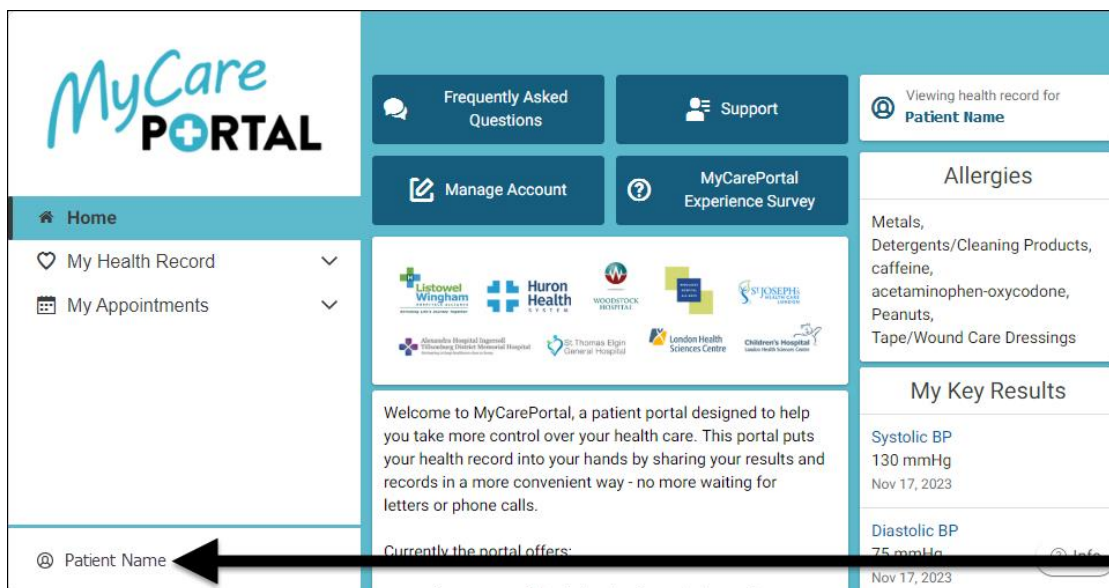 MyCare
PORTAL
Home
My Health Record
My Appointments
Patient Name
Frequently Asked
Questions
Support
Manage Account
MyCarePortal
Experience Survey
Listowel
Wingham
Huron
Health
SYSTEM
WOODSTOCK
HOSPITAL
ST JOSEPH'S
HEALTH CARE
LONDON
Alexandra Hospital Ingersoll
Tillsonburg District Memorial Hospital
St Thomas Elgin
General Hospital
London Health
Sciences Centre
Children's Hospital
London Health Sciences Centre
Welcome to MyCarePortal, a patient portal designed to help
you take more control over your health care. This portal puts
your health record into your hands by sharing your results and
records in a more convenient way - no more waiting for
letters or phone calls.
Currently the portal offers:
Viewing health record for
Patient Name
Allergies
Metals,
Detergents/Cleaning Products,
caffeine,
acetaminophen-oxycodone,
Peanuts,
Tape/Wound Care Dressings
My Key Results
Systolic BP
130 mmHg
Nov 17, 2023
Diastolic BP
75 mmHg
Info
Nov 17, 2023